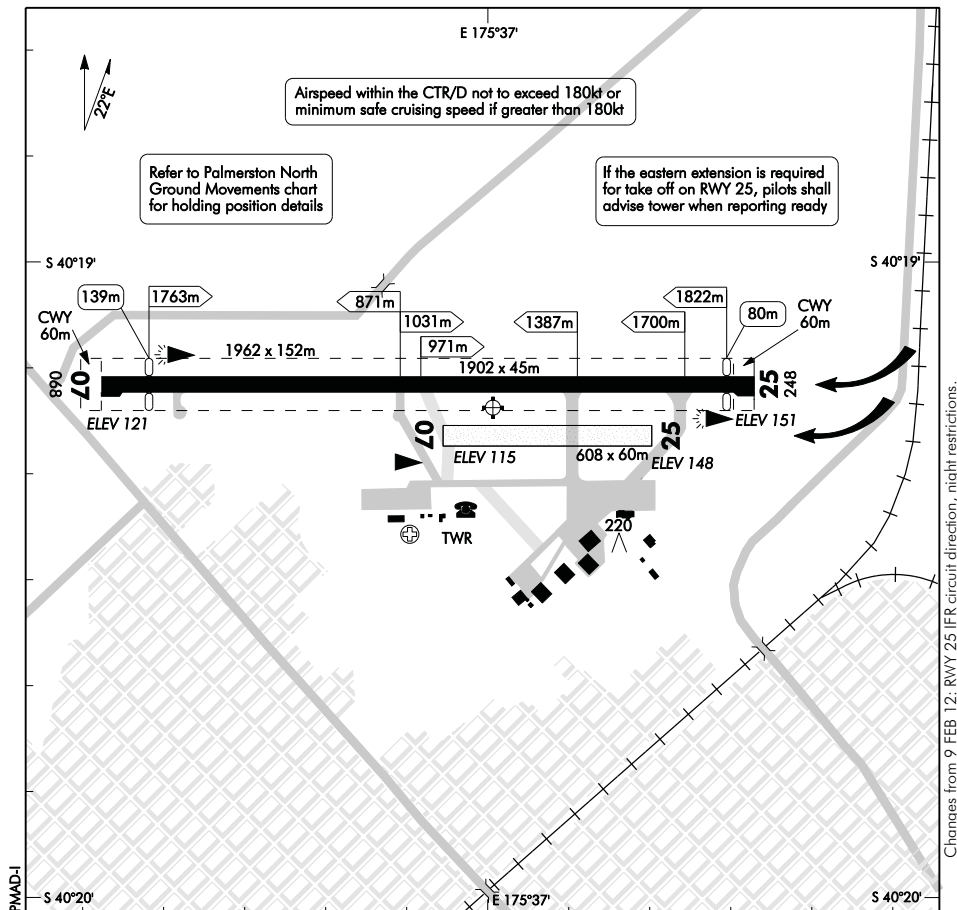 E 175°37'
22°E
Airspeed within the CTR/D not to exceed 180kt or
minimum safe cruising speed if greater than 180kt
Refer to Palmerston North
Ground Movements chart
for holding position details
If the eastern extension is required
for take off on RWY 25, pilots shall
advise tower when reporting ready
S 40°19'
S 40°19'
139m
1763m
871m
1822m
CWY
60m
1031m
1387m
1700m
80m
CWY
60m
971m
1962 x 152m
1902 x 45m
068
07
25
248
ELEV 121
ELEV 151
07
25
ELEV 115
608 x 60m
ELEV 148
TWR
220
Changes from 9 FEB 12: RWY 25 IFR circuit direction, night restrictions.
PMAD-I
S 40°20'
E 175°37'
S 40°20'